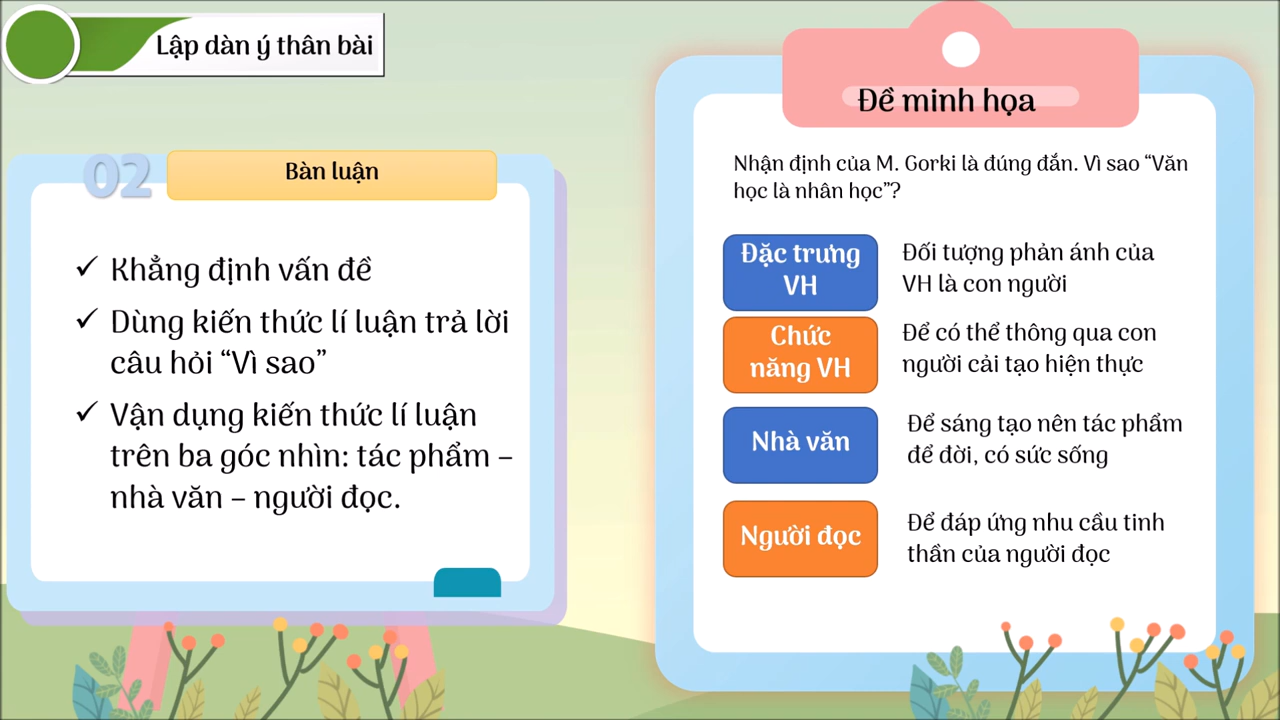 Lập dàn ý thân bài
02
Bàn luận
✓ Khẳng định vấn đề
✓ Dùng kiến thức lí luận trả lời
câu hỏi “Vì sao”
✓ Vận dụng kiến thức lí luận
trên ba góc nhìn: tác phẩm –
nhà văn – người đọc.
Đề minh họa
Nhận định của M. Gorki là đúng đắn. Vì sao “Văn
học là nhân học”?
Đặc trưng
VH
Đối tượng phản ánh của
VH là con người
Chức
năng VH
Để có thể thông qua con
người cải tạo hiện thực
Nhà văn
Để sáng tạo nên tác phẩm
để đời, có sức sống
Người đọc
Để đáp ứng nhu cầu tinh
thần của người đọc